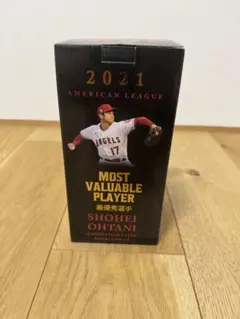 2021
AMERICAN LEAGUE
ANGELS
17
MOST
VALUABLE
PLAYER
最優秀選手
SHOHEI
OHTANI